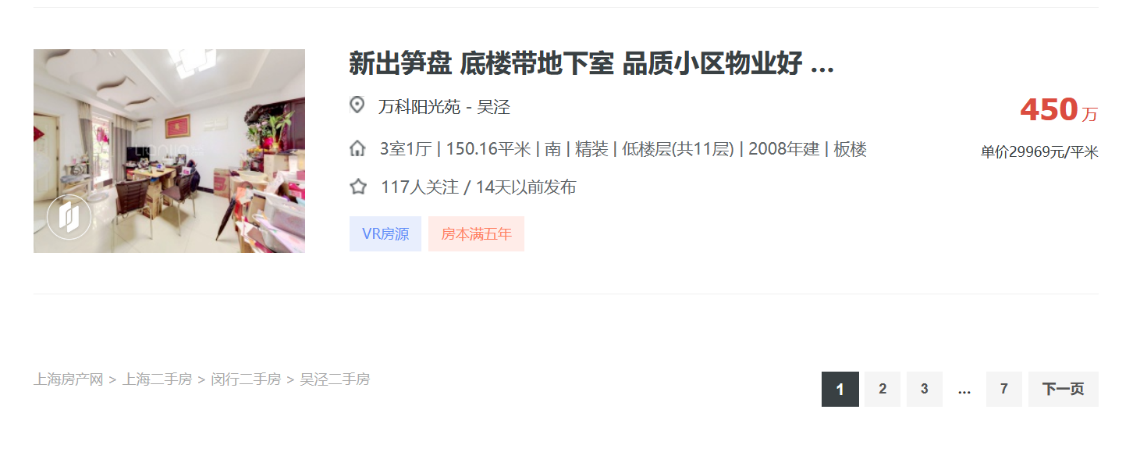 新出笋盘 底楼带地下室 品质小区物业好 ...
万科阳光苑 - 吴泾
450万
3室1厅 | 150.16平米 | 南 | 精装 | 低楼层(共11层) | 2008年建 | 板楼
单价29969元/平米
117人关注 / 14天以前发布
VR房源 房本满五年
上海房产网 > 上海二手房 > 闵行二手房 > 吴泾二手房
1 2 3 ... 7 下一页